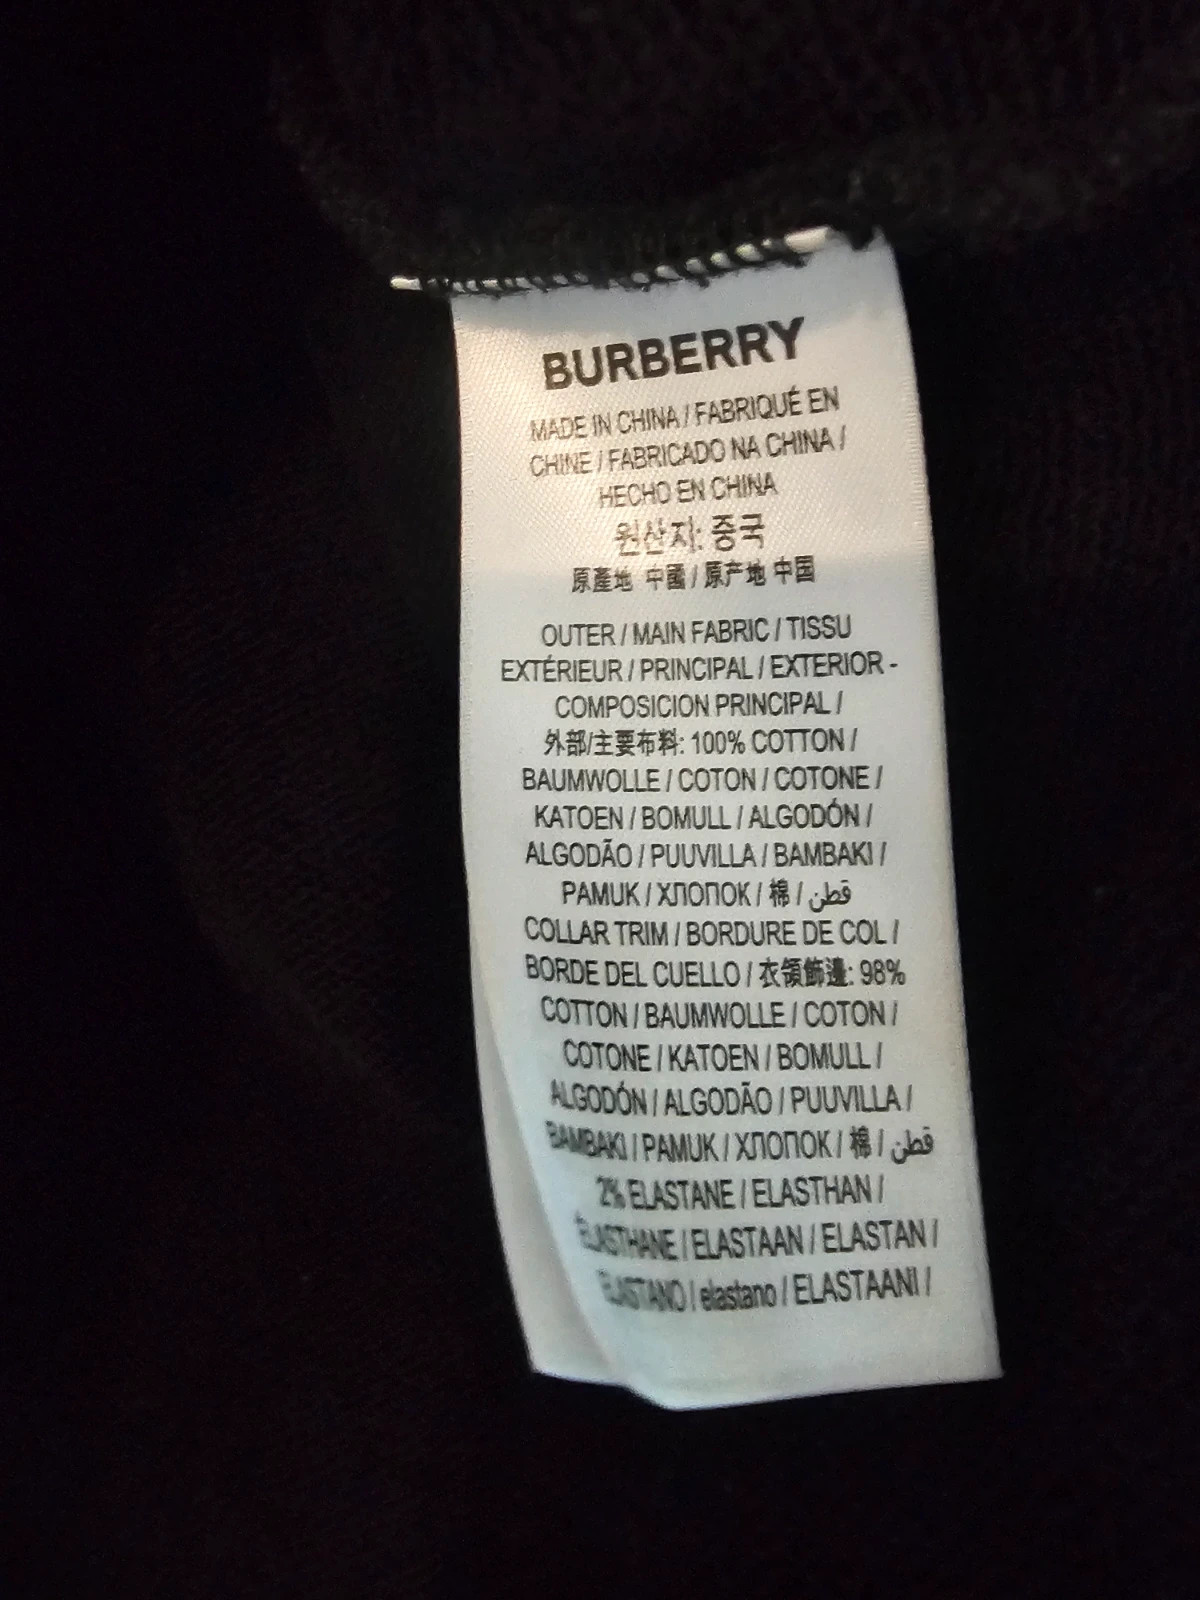 BURBERRY
MADE IN CHINA / FABRIQUÉ EN
CHINE / FABRICADO NA CHINA /
HECHO EN CHINA
원산지: 중국
原產地 中國 / 原产地 中国
OUTER / MAIN FABRIC / TISSU
EXTÉRIEUR / PRINCIPAL / EXTERIOR -
COMPOSICION PRINCIPAL /
外部/主要布料: 100% COTTON /
BAUMWOLLE / COTON / COTONE /
KATOEN / BOMULL / ALGODÓN /
ALGODÃO / PUUVILLA / BAMBAKI /
PAMUK / ХЛОПОК / 棉 / قطن
COLLAR TRIM / BORDURE DE COL /
BORDE DEL CUELLO / 衣領飾邊: 98%
COTTON / BAUMWOLLE / COTON /
COTONE / KATOEN / BOMULL /
ALGODÓN / ALGODÃO / PUUVILLA /
BAMBAKI / PAMUK / ХЛОПОК / 棉 / قطن
2% ELASTANE / ELASTHAN /
ÉLASTHANE / ELASTAAN / ELASTAN /
ELASTANO / elastano / ELASTAANI /